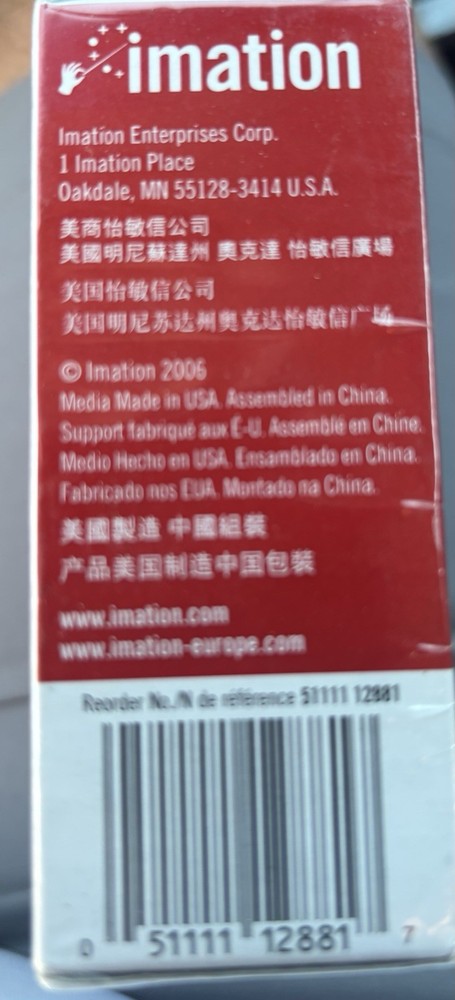 imation
Imation Enterprises Corp.
1 Imation Place
Oakdale, MN 55128-3414 U.S.A.
美商怡敏信公司
美國明尼蘇達州 奧克達 怡敏信廣場
美国怡敏信公司
美国明尼苏达州奥克达怡敏信广场
© Imation 2006
Media Made in USA. Assembled in China.
Support fabriqué aux É-U. Assemblé en Chine.
Medio Hecho en USA. Ensamblado en China.
Fabricado nos EUA. Montado na China.
美國製造 中國組裝
产品美国制造中国包装
www.imation.com
www.imation-europe.com
Reorder No./N de référence 51111 12881
0 51111 12881 7